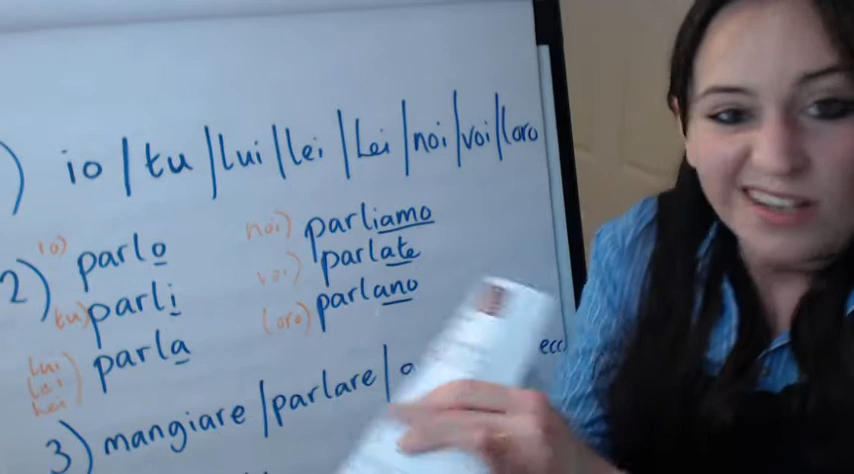 ) io / tu / lui / lei / Lei / noi / voi / loro
2) io) parlo noi) parliamo
tu) parli voi) parlate
lui lei Lei) parla loro) parlano
3) mangiare / parlare / ecc